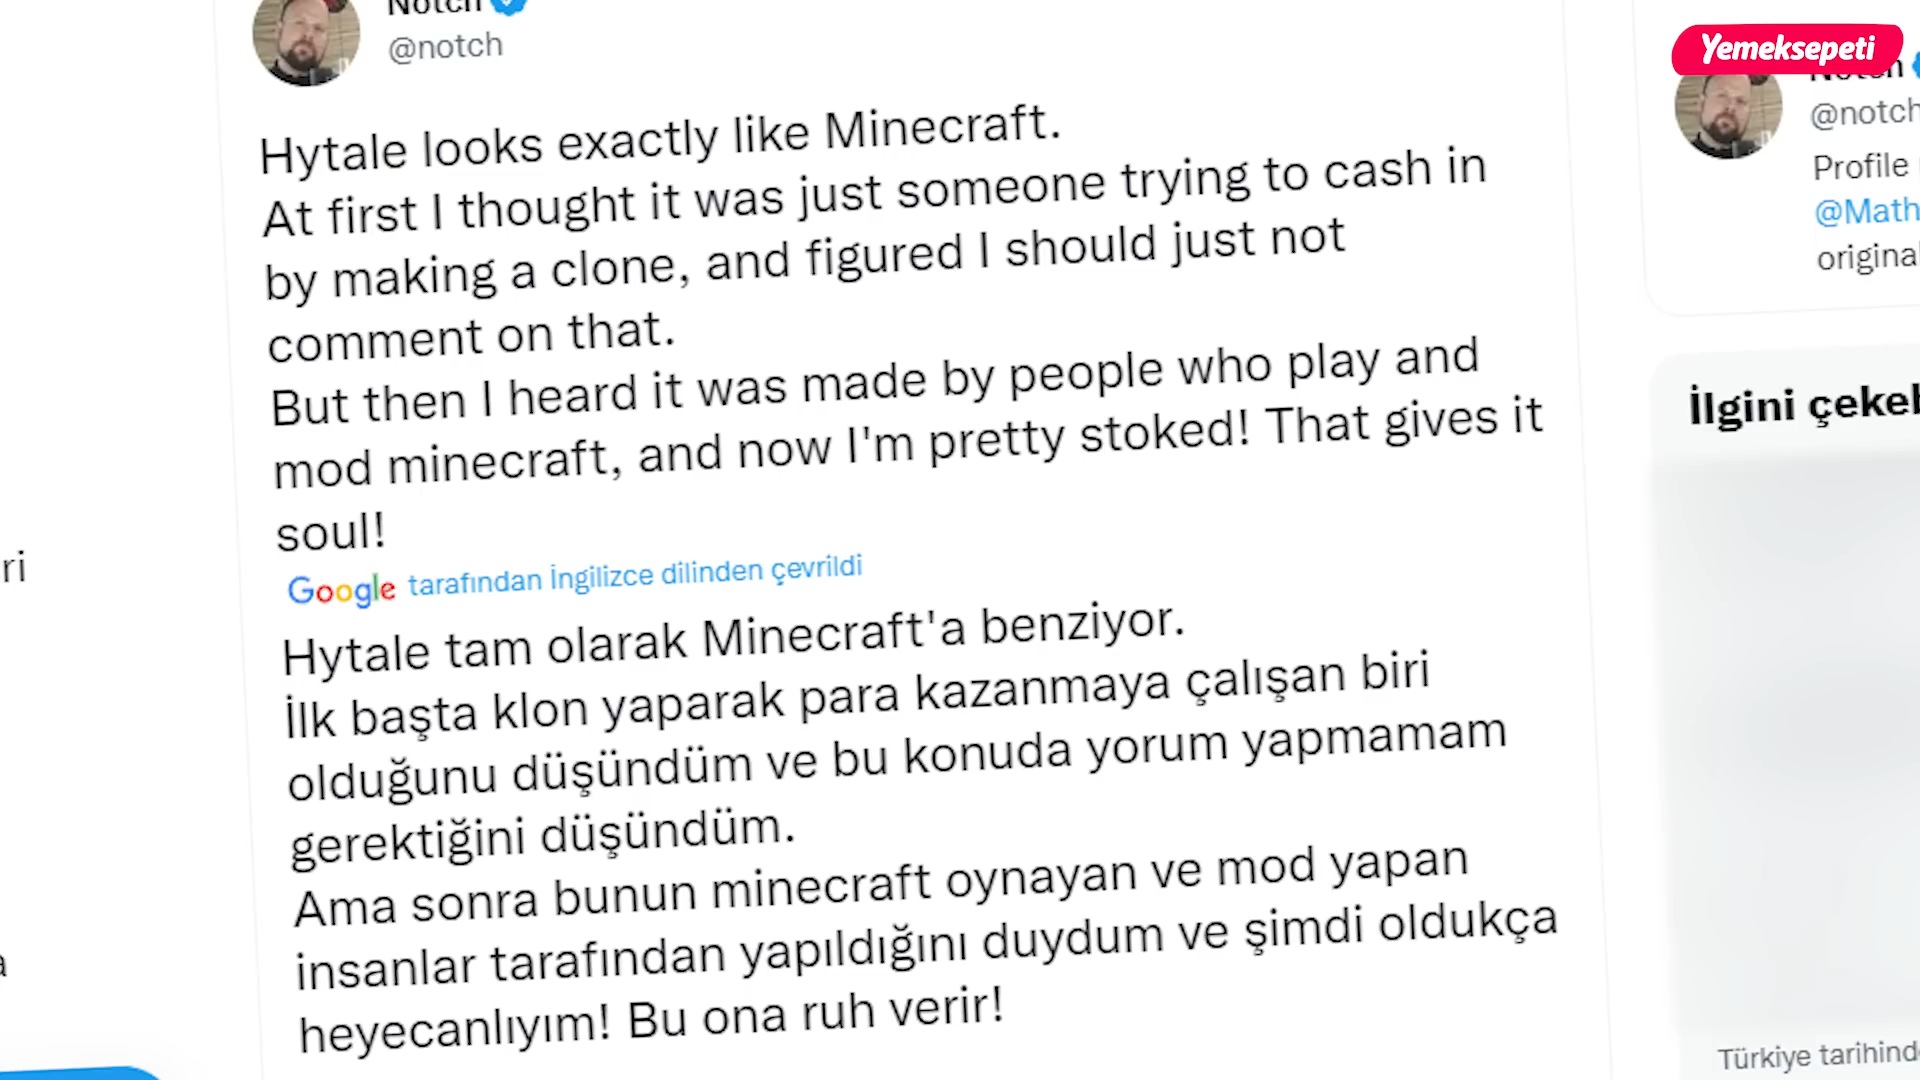 Notch
@notch
Hytale looks exactly like Minecraft.
At first I thought it was just someone trying to cash in
by making a clone, and figured I should just not
comment on that.
But then I heard it was made by people who play and
mod minecraft, and now I'm pretty stoked! That gives it
soul!
Google tarafından İngilizce dilinden çevrildi
Hytale tam olarak Minecraft'a benziyor.
İlk başta klon yaparak para kazanmaya çalışan biri
olduğunu düşündüm ve bu konuda yorum yapmamam
gerektiğini düşündüm.
Ama sonra bunun minecraft oynayan ve mod yapan
insanlar tarafından yapıldığını duydum ve şimdi oldukça
heyecanlıyım! Bu ona ruh verir!
ri
a
Yemeksepeti
Notch
@notch
Profile
@Math
original
İlgini çekeb
Türkiye tarihind